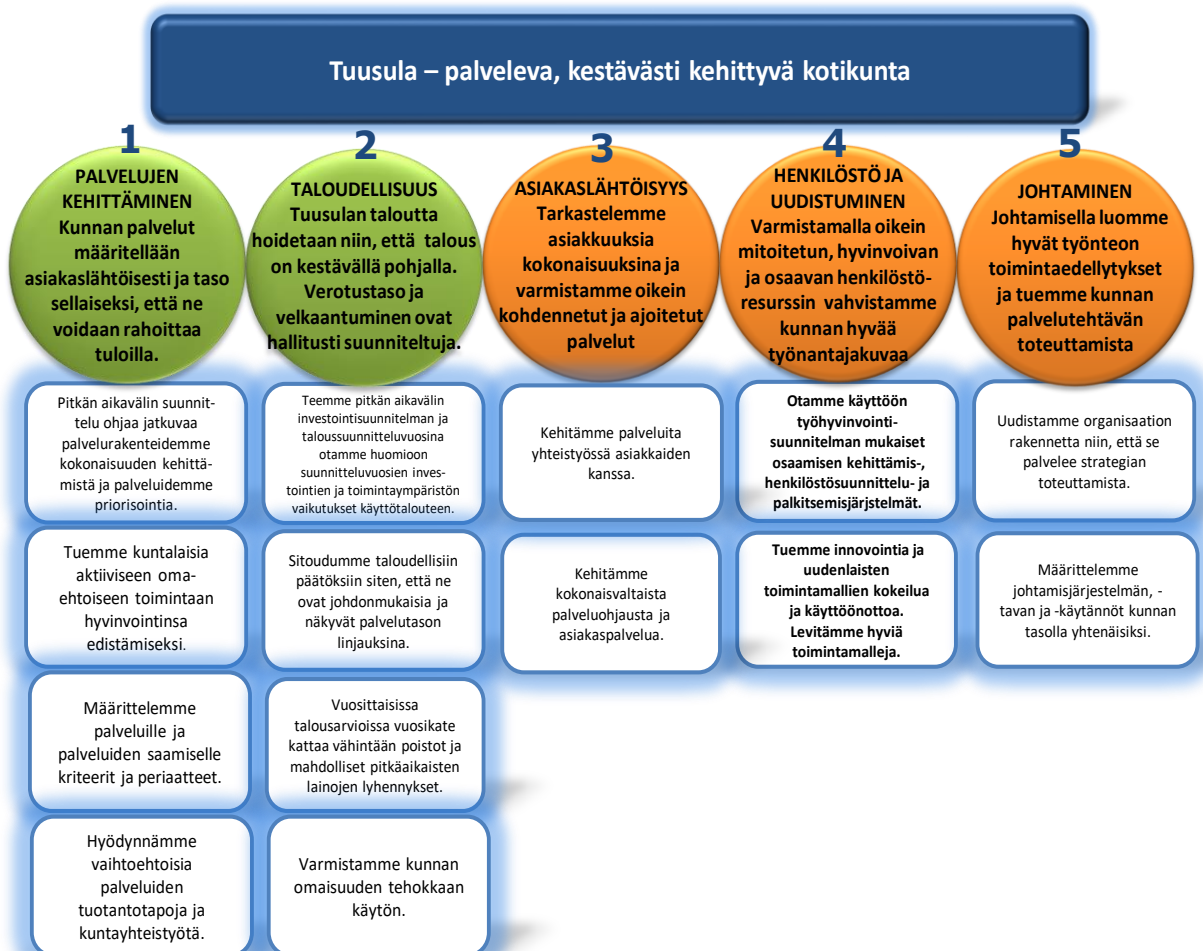 Tuusula – palveleva, kestävästi kehittyvä kotikunta
1
PALVELUJEN
KEHITTÄMINEN
Kunnan palvelut
määritellään
asiakaslähtöisesti ja taso
sellaiseksi, että ne
voidaan rahoittaa
tuloilla.
Pitkän aikavälin suunnit-
telu ohjaa jatkuvaa
palvelurakenteidemme
kokonaisuuden kehittä-
mistä ja palveluidemme
priorisointia.
Tuemme kuntalaisia
aktiiviseen oma-
ehtoiseen toimintaan
hyvinvointinsa
edistämiseksi.
Määrittelemme
palveluille ja
palveluiden saamiselle
kriteerit ja periaatteet.
Hyödynnämme
vaihtoehtoisia
palveluiden
tuotantotapoja ja
kuntayhteistyötä.
2
TALOUDELLISUUS
Tuusulan taloutta
hoidetaan niin, että talous
on kestävällä pohjalla.
Verotustaso ja
velkaantuminen ovat
hallitusti suunniteltuja.
Teemme pitkän aikavälin
investointisuunnitelman ja
taloussuunnitteluvuosina
otamme huomioon
suunnitteluvuosien inves-
tointien ja toimintaympäristön
vaikutukset käyttötalouteen.
Sitoudumme taloudellisiin
päätöksiin siten, että ne
ovat johdonmukaisia ja
näkyvät palvelutason
linjauksina.
Vuosittaisissa
talousarvioissa vuosikate
kattaa vähintään poistot ja
mahdolliset pitkäaikaisten
lainojen lyhennykset.
Varmistamme kunnan
omaisuuden tehokkaan
käytön.
3
ASIAKASLÄHTÖISYYS
Tarkastelemme
asiakkuuksia
kokonaisuuksina ja
varmistamme oikein
kohdennetut ja ajoitetut
palvelut
Kehitämme palveluita
yhteistyössä asiakkaiden
kanssa.
Kehitämme
kokonaisvaltaista
palveluohjausta ja
asiakaspalvelua.
4
HENKILÖSTÖ JA
UUDISTUMINEN
Varmistamalla oikein
mitoitetun, hyvinvoivan
ja osaavan henkilöstö-
resurssin vahvistamme
kunnan hyvää
työnantajakuvaa
Otamme käyttöön
työhyvinvointi-
suunnitelman mukaiset
osaamisen kehittämis-,
henkilöstösuunnittelu- ja
palkitsemisjärjstelmät.
Tuemme innovointia ja
uudenlaisten
toimintamallien kokeilua
ja käyttöönottoa.
Levitämme hyviä
toimintamalleja.
5
JOHTAMINEN
Johtamisella luomme
hyvät työnteon
toimintaedellytykset
ja tuemme kunnan
palvelutehtävän
toteuttamista
Uudistamme organisaation
rakennetta niin, että se
palvelee strategian
toteuttamista.
Määrittelemme
johtamisjärjestelmän, -
tavan ja -käytännöt kunnan
tasolla yhtenäisiksi.